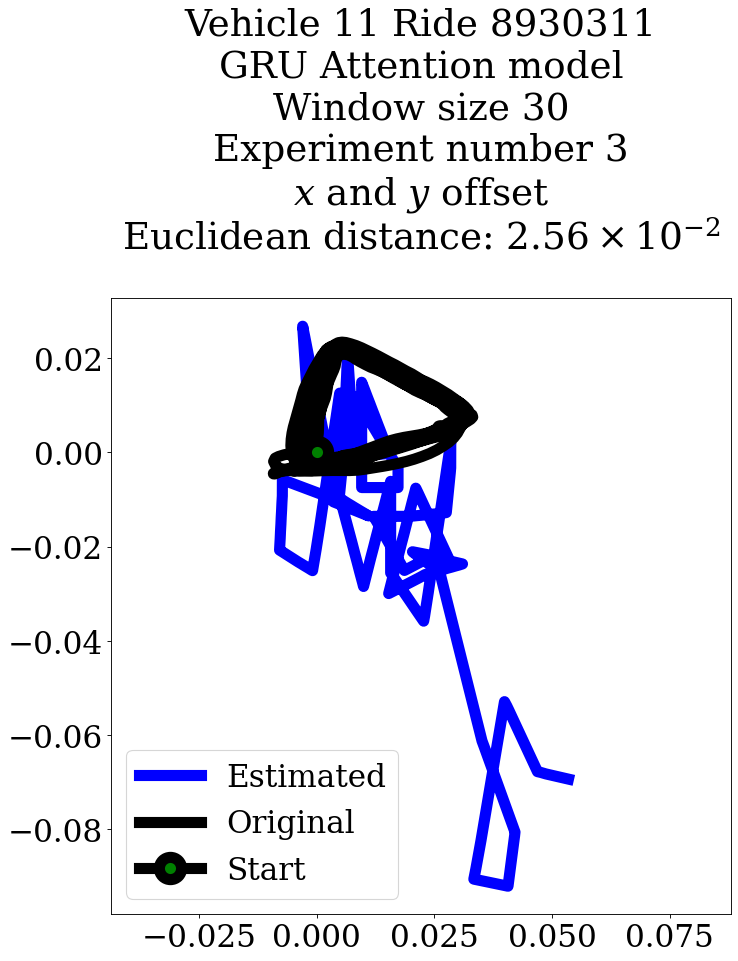 Vehicle 11 Ride 8930311
GRU Attention model
Window size 30
Experiment number 3
x and y offset
Euclidean distance: 2.56 × 10⁻²
0.02
0.00
−0.02
−0.04
−0.06
−0.08
Estimated
Original
Start
−0.025 0.000 0.025 0.050 0.075